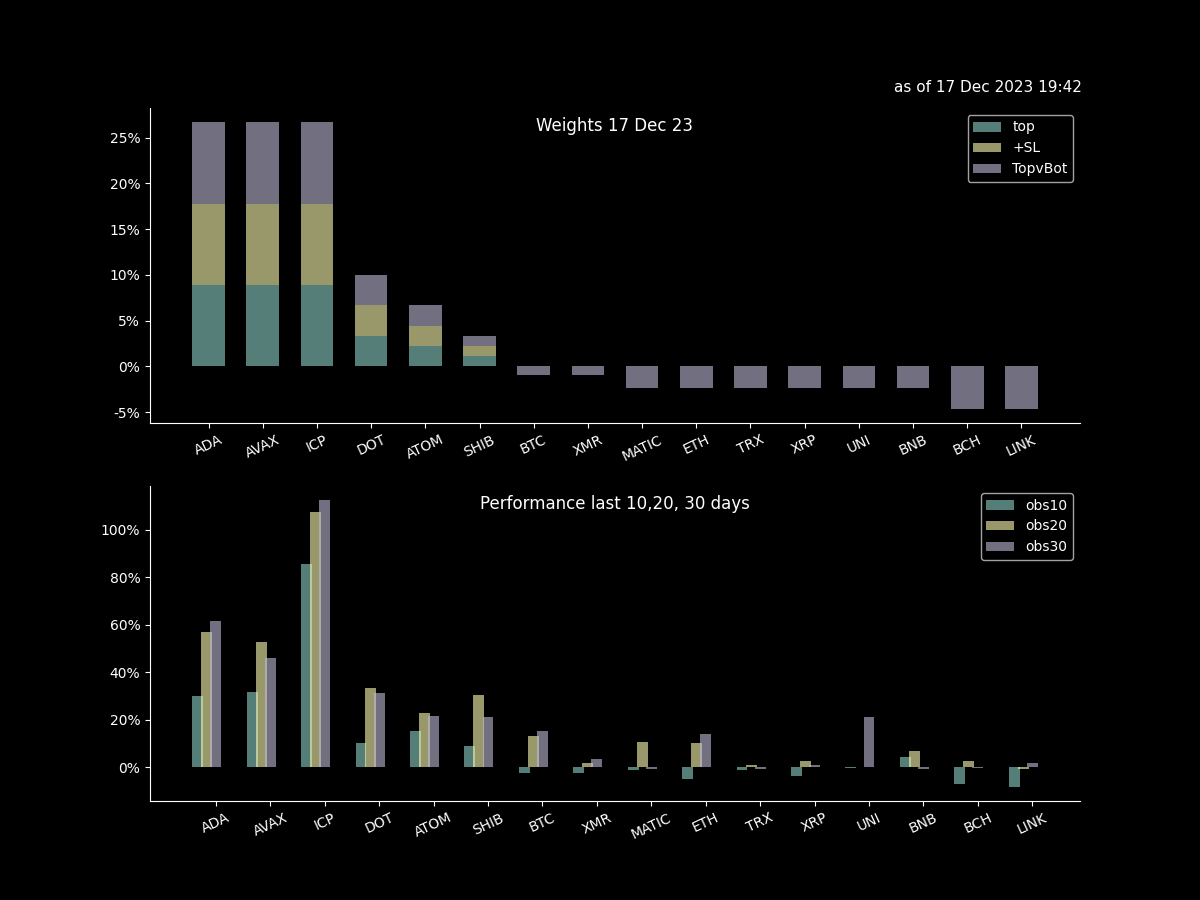 as of 17 Dec 2023 19:42
Weights 17 Dec 23
top
+SL
TopvBot
25%
20%
15%
10%
5%
0%
-5%
ADA AVAX ICP DOT ATOM SHIB BTC XMR MATIC ETH TRX XRP UNI BNB BCH LINK
Performance last 10,20, 30 days
obs10
obs20
obs30
100%
80%
60%
40%
20%
0%
ADA AVAX ICP DOT ATOM SHIB BTC XMR MATIC ETH TRX XRP UNI BNB BCH LINK